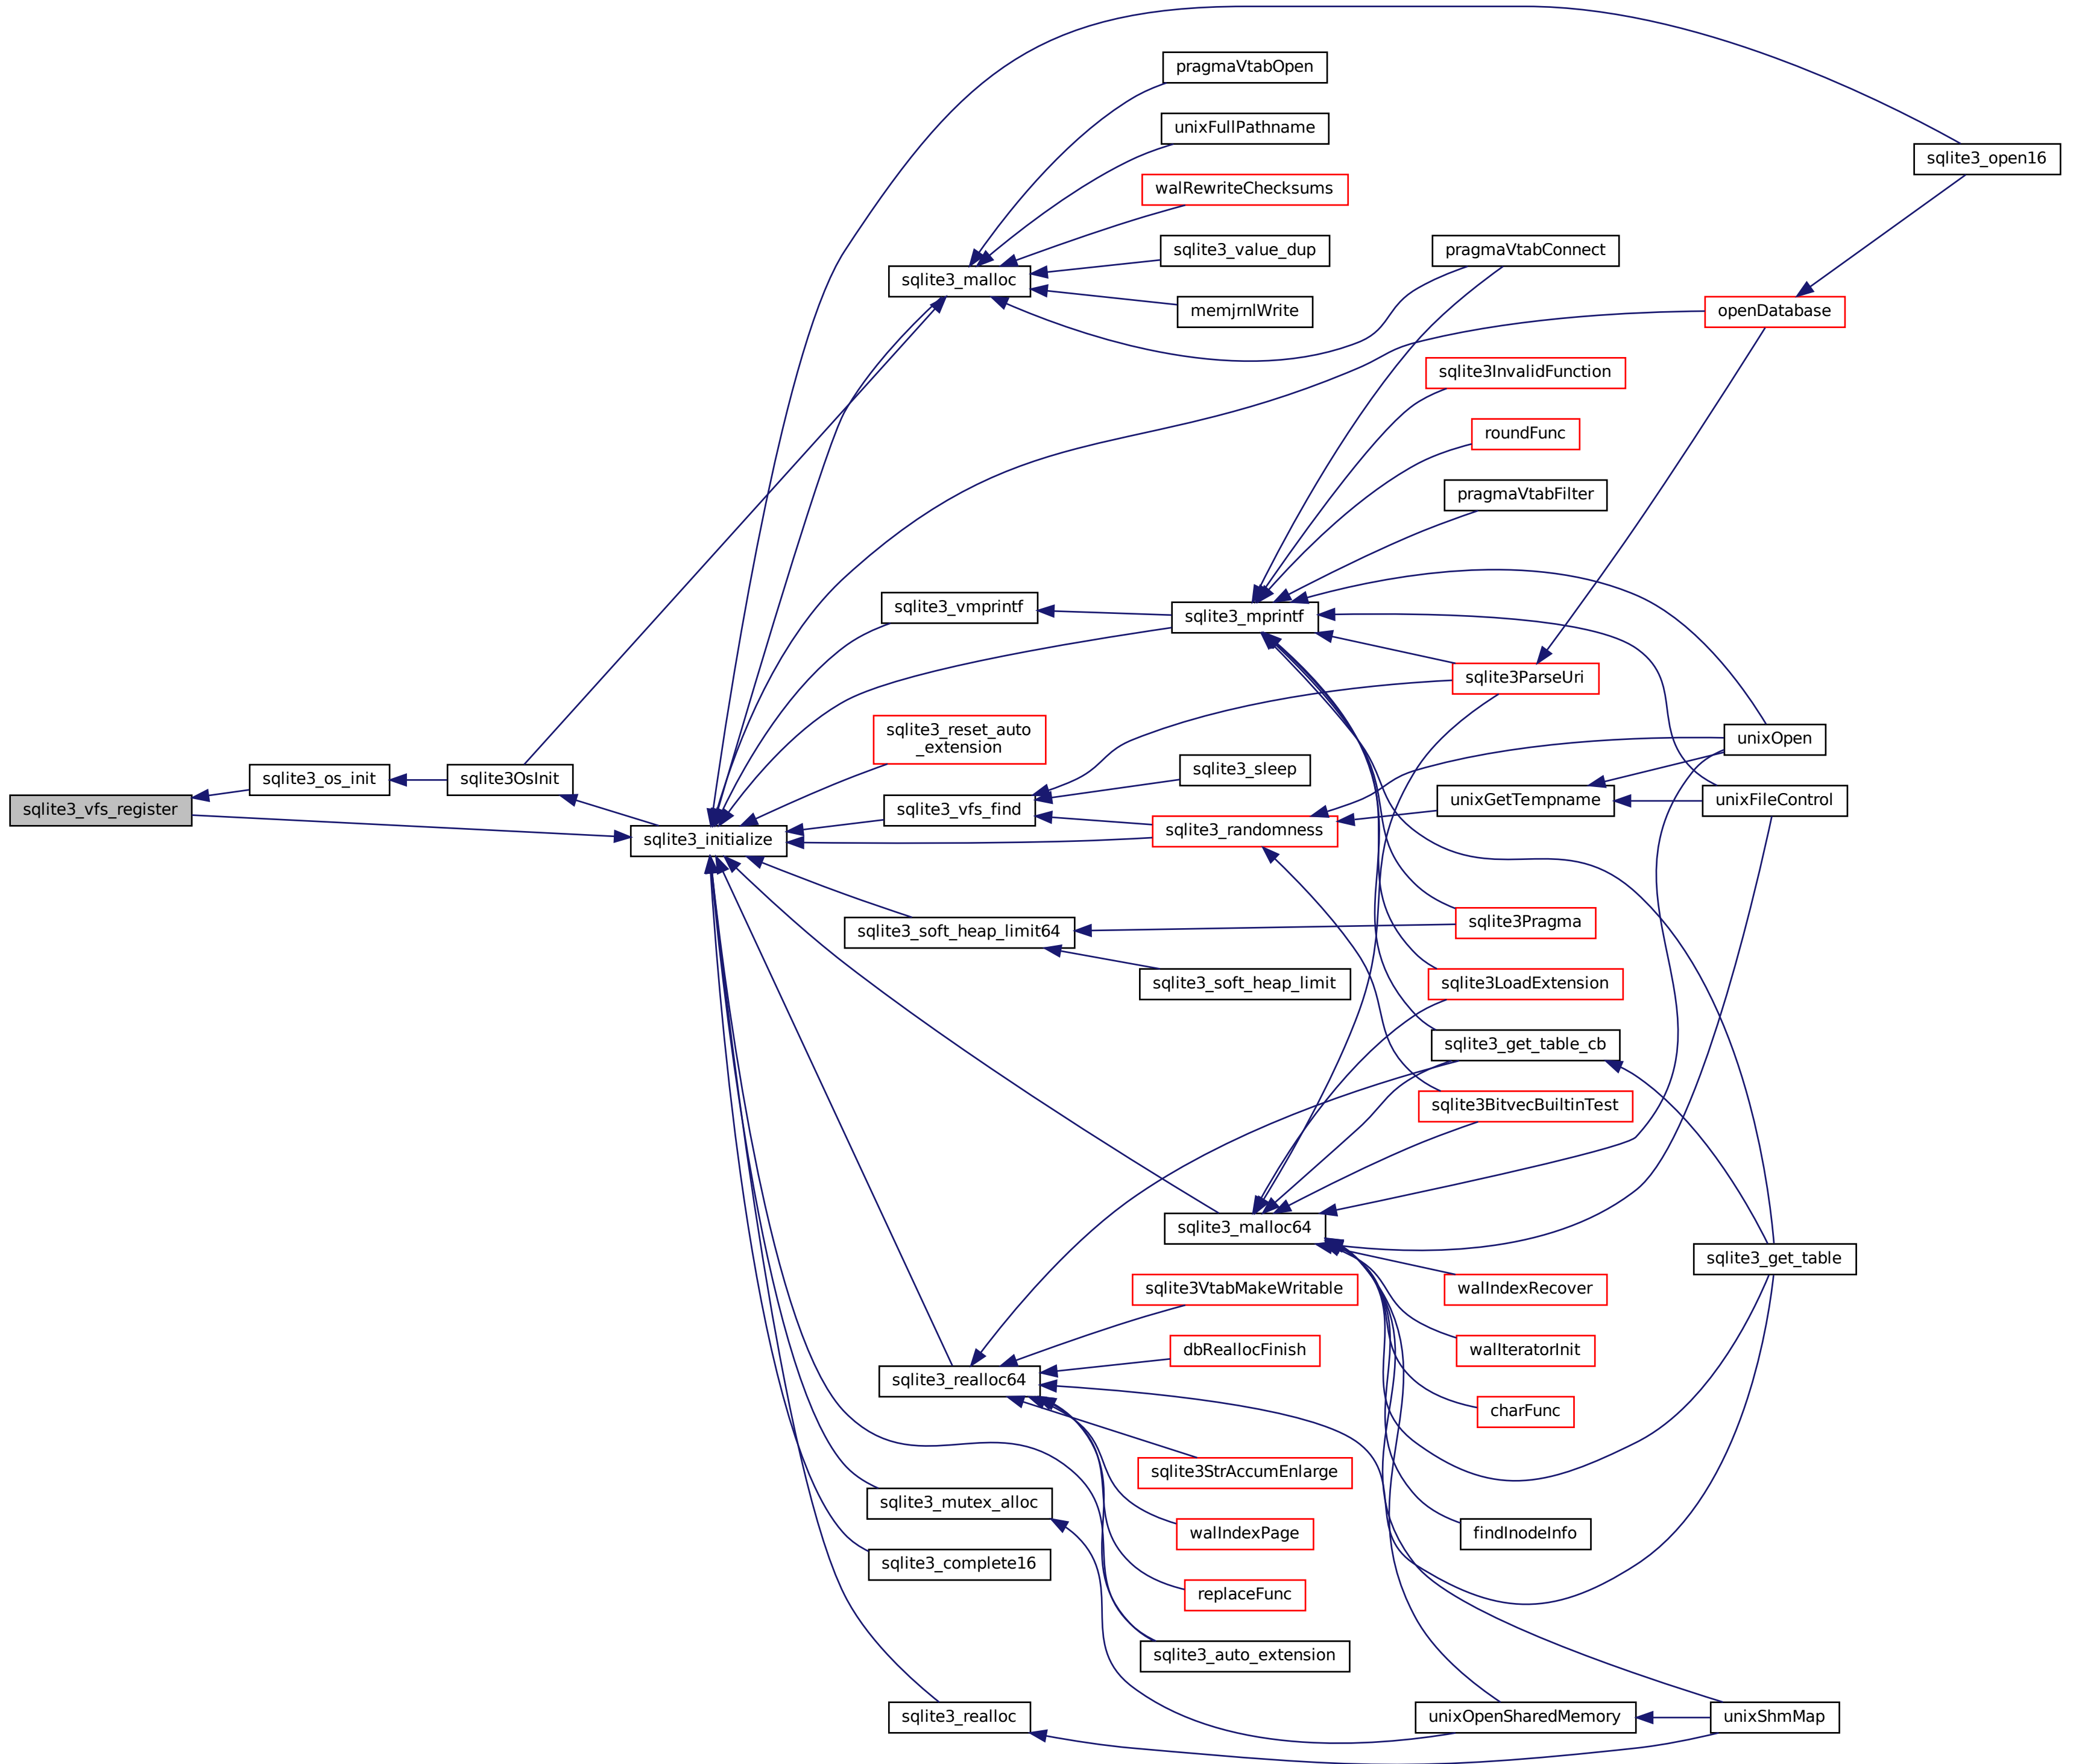 pragmaVtabOpen
unixFullPathname
walRewriteChecksums
sqlite3_value_dup
memjrnlWrite
sqlite3_malloc
sqlite3_open16
pragmaVtabConnect
openDatabase
sqlite3InvalidFunction
roundFunc
pragmaVtabFilter
sqlite3_vmprintf
sqlite3_mprintf
sqlite3ParseUri
sqlite3_reset_auto
_extension
unixOpen
sqlite3_vfs_register
sqlite3_os_init
sqlite3OsInit
sqlite3_initialize
sqlite3_vfs_find
sqlite3_sleep
sqlite3_randomness
unixGetTempname
unixFileControl
sqlite3_soft_heap_limit64
sqlite3Pragma
sqlite3_soft_heap_limit
sqlite3LoadExtension
sqlite3_get_table_cb
sqlite3BitvecBuiltinTest
sqlite3_malloc64
sqlite3_get_table
sqlite3VtabMakeWritable
walIndexRecover
dbReallocFinish
walIteratorInit
sqlite3_realloc64
charFunc
sqlite3StrAccumEnlarge
sqlite3_mutex_alloc
walIndexPage
findInodeInfo
sqlite3_complete16
replaceFunc
sqlite3_auto_extension
sqlite3_realloc
unixOpenSharedMemory
unixShmMap